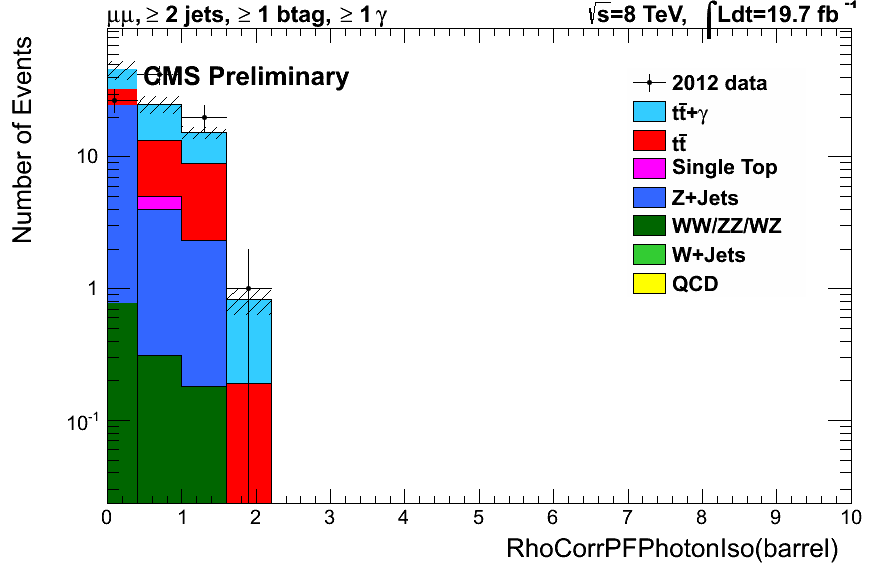 μμ, ≥ 2 jets, ≥ 1 btag, ≥ 1 γ
√s=8 TeV, ∫Ldt=19.7 fb⁻¹
CMS Preliminary
2012 data
tt̄+γ
tt̄
Single Top
Z+Jets
WW/ZZ/WZ
W+Jets
QCD
Number of Events
10
1
10⁻¹
0 1 2 3 4 5 6 7 8 9 10
RhoCorrPFPhotonIso(barrel)